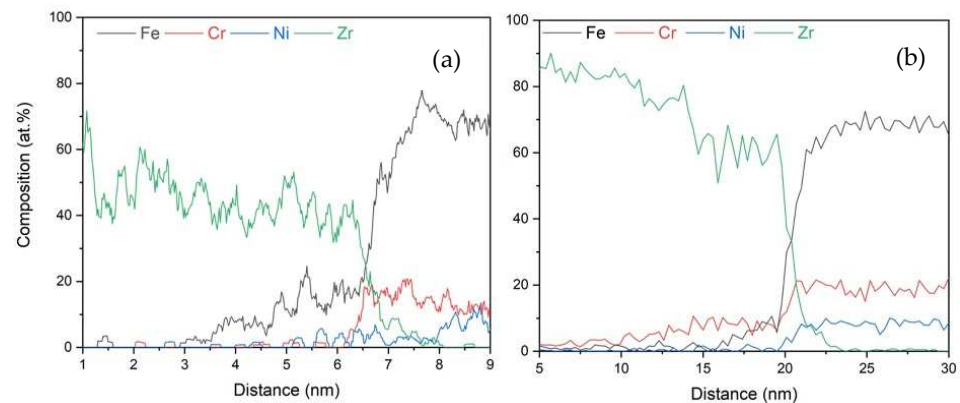 Fe Cr Ni Zr
(a)
Composition (at.%)
100
80
60
40
20
0
1 2 3 4 5 6 7 8 9
Distance (nm)
Fe Cr Ni Zr
(b)
100
80
60
40
20
0
5 10 15 20 25 30
Distance (nm)